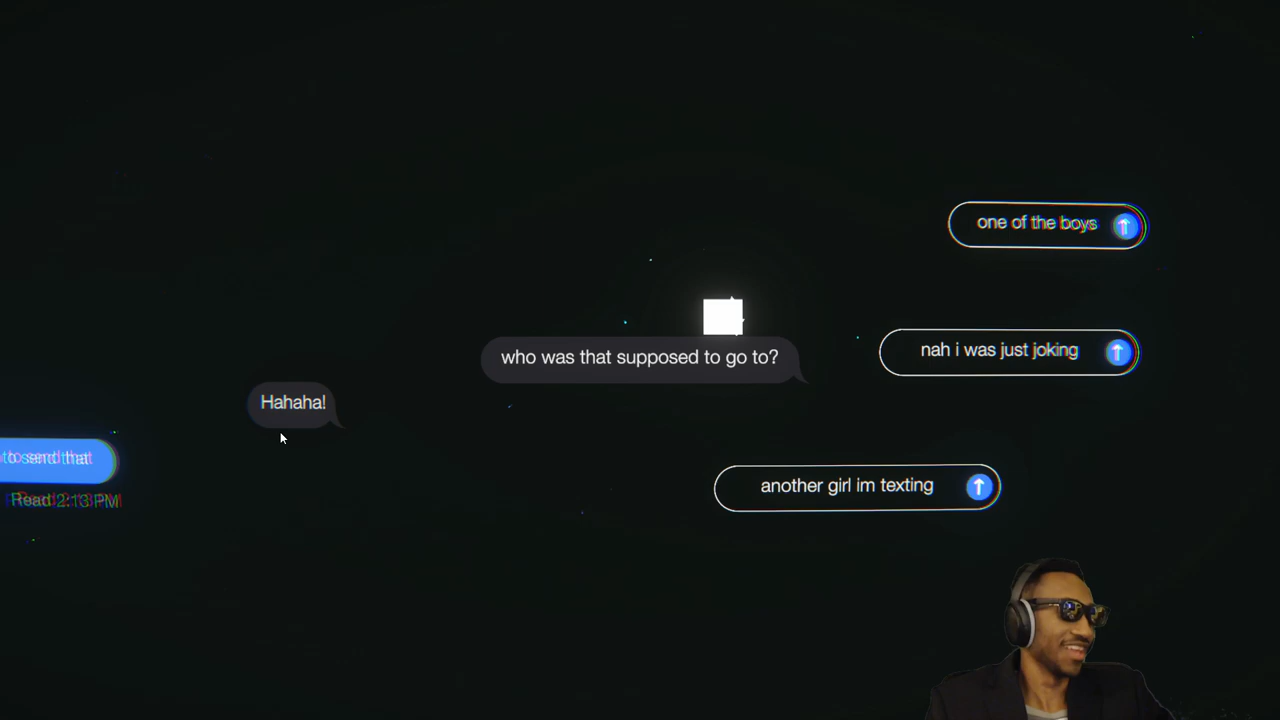 one of the boys
who was that supposed to go to?
nah i was just joking
Hahaha!
to send that
another girl im texting
Read 2:13 PM